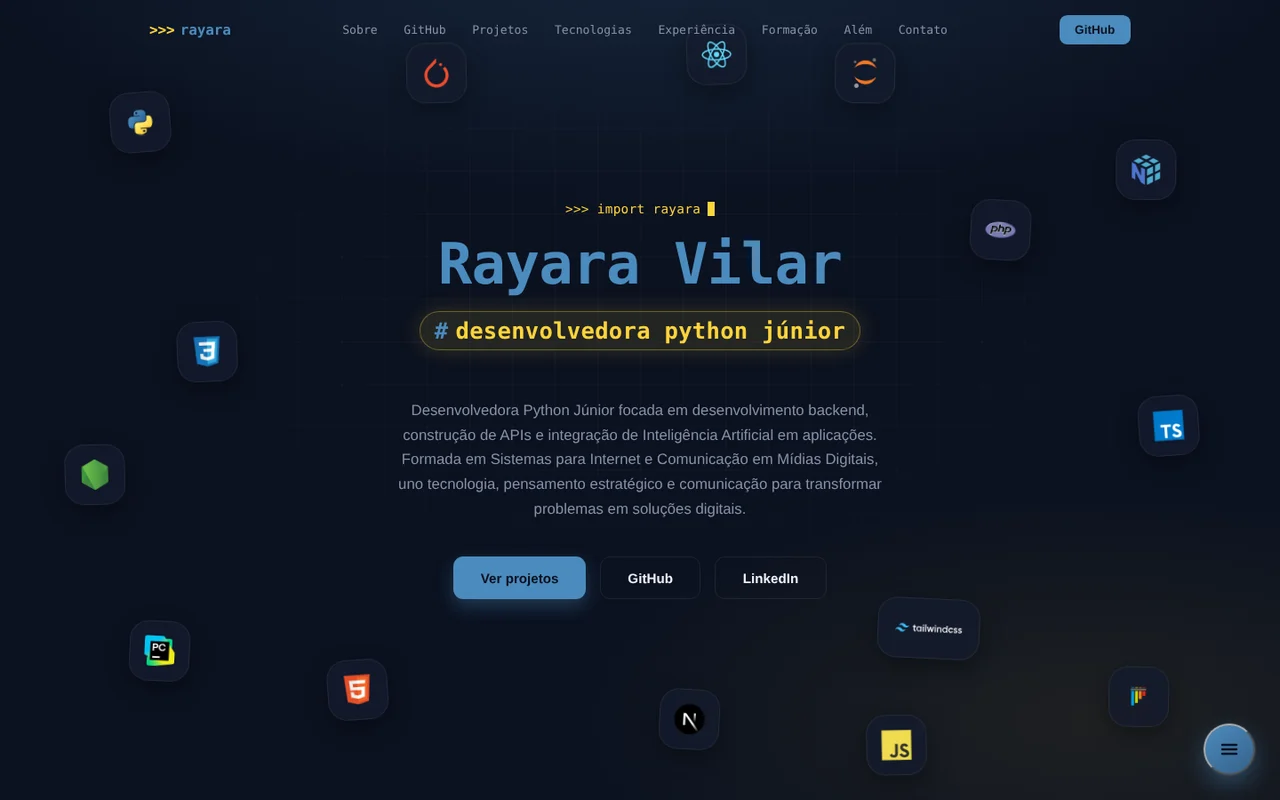 >>> rayara
Sobre GitHub Projetos Tecnologias Experiência Formação Além Contato
GitHub
php
>>> import rayara
Rayara Vilar
# desenvolvedora python júnior
3
Desenvolvedora Python Júnior focada em desenvolvimento backend,
construção de APIs e integração de Inteligência Artificial em aplicações.
Formada em Sistemas para Internet e Comunicação em Mídias Digitais,
uno tecnologia, pensamento estratégico e comunicação para transformar
problemas em soluções digitais.
TS
Ver projetos
GitHub
LinkedIn
tailwindcss
PC
5
N
JS